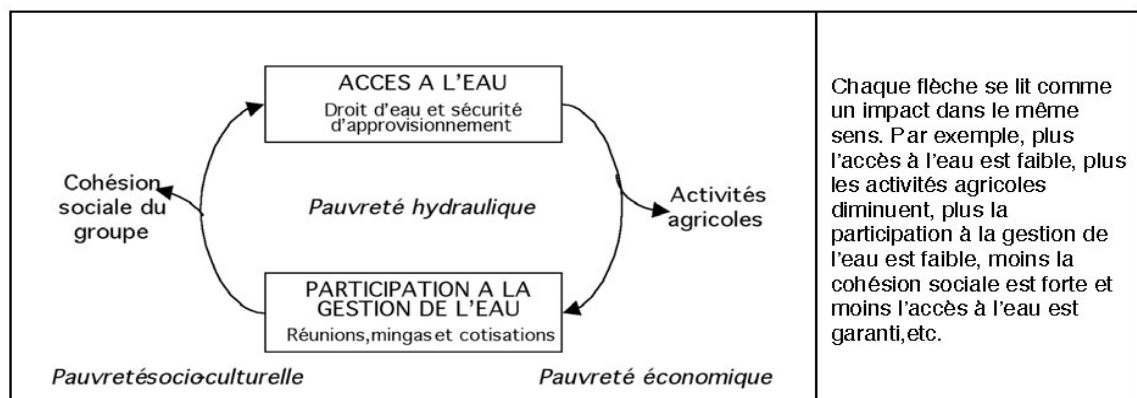 ACCES A L'EAU
Droit d'eau et sécurité
d'approvisionnement
Cohésion
sociale du
groupe
Pauvreté hydraulique
Activités
agricoles
PARTICIPATION A LA
GESTION DE L'EAU
Réunions,mingas et cotisations
Pauvretésocio-culturelle
Pauvreté économique
Chaque flèche se lit comme
un impact dans le même
sens. Par exemple, plus
l'accès à l'eau est faible, plus
les activités agricoles
diminuent, plus la
participation à la gestion de
l'eau est faible, moins la
cohésion sociale est forte et
moins l'accès à l'eau est
garanti,etc.